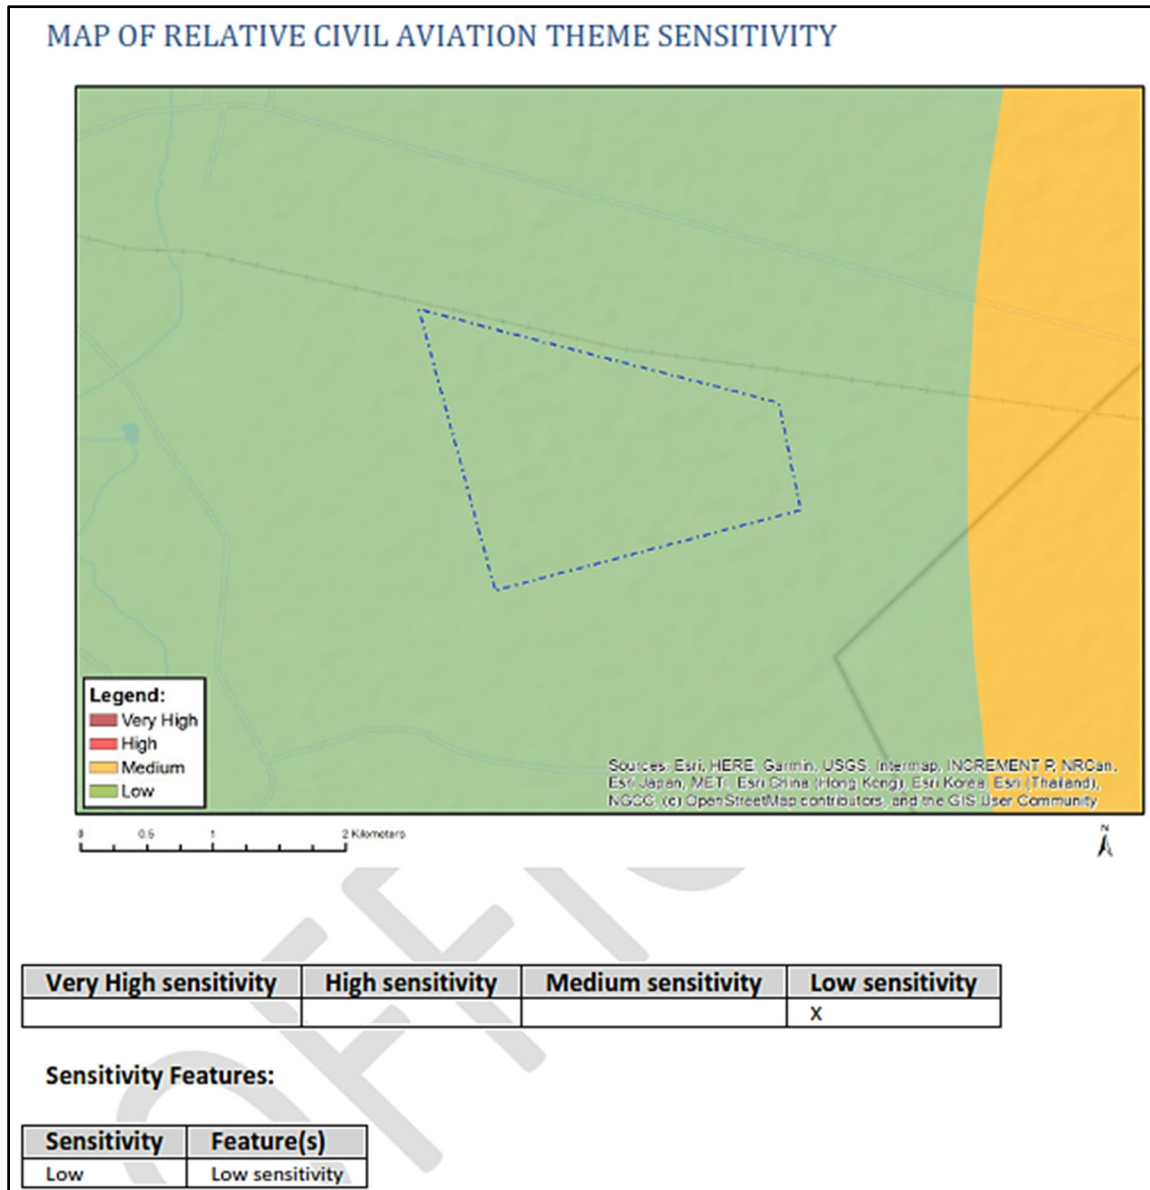 MAP OF RELATIVE CIVIL AVIATION THEME SENSITIVITY
Legend:
Very High
High
Medium
Low
Sources: Esri, HERE, Garmin, USGS, Intermap, INCREMENT P, NRCan,
Esri Japan, METI, Esri China (Hong Kong), Esri Korea, Esri (Thailand),
NGCC, (c) OpenStreetMap contributors, and the GIS User Community
0 0.5 1 2 Kilometers
N
Very High sensitivity High sensitivity Medium sensitivity Low sensitivity
X
Sensitivity Features:
Sensitivity Feature(s)
Low Low sensitivity